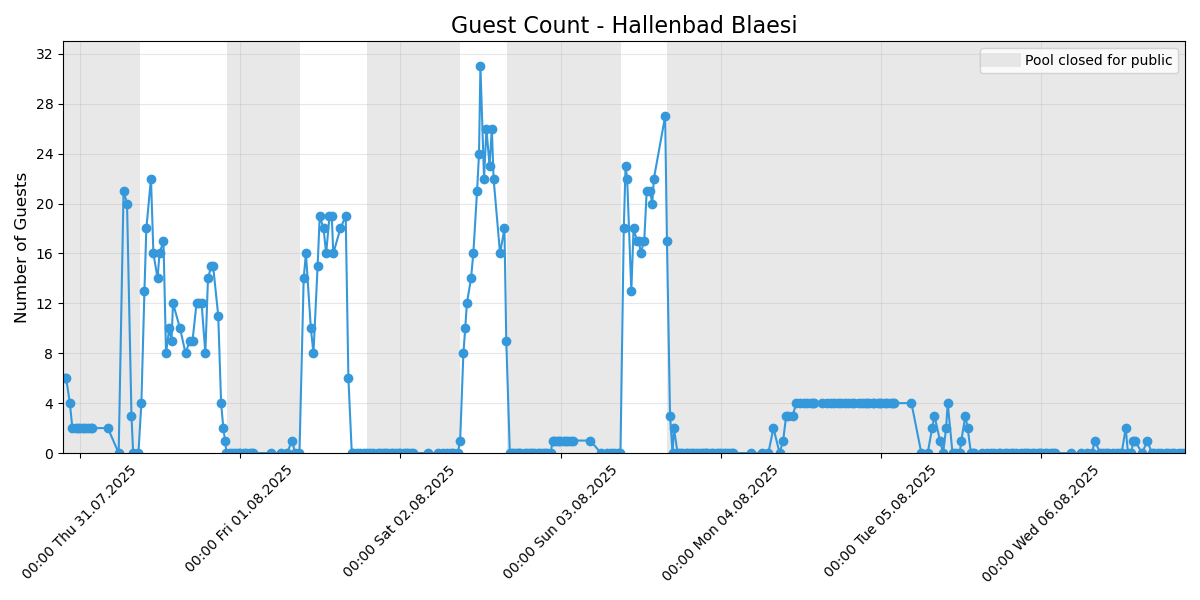 Guest Count - Hallenbad Blaesi
Pool closed for public
Number of Guests
32
28
24
20
16
12
8
4
0
00:00 Thu 31.07.2025
00:00 Fri 01.08.2025
00:00 Sat 02.08.2025
00:00 Sun 03.08.2025
00:00 Mon 04.08.2025
00:00 Tue 05.08.2025
00:00 Wed 06.08.2025